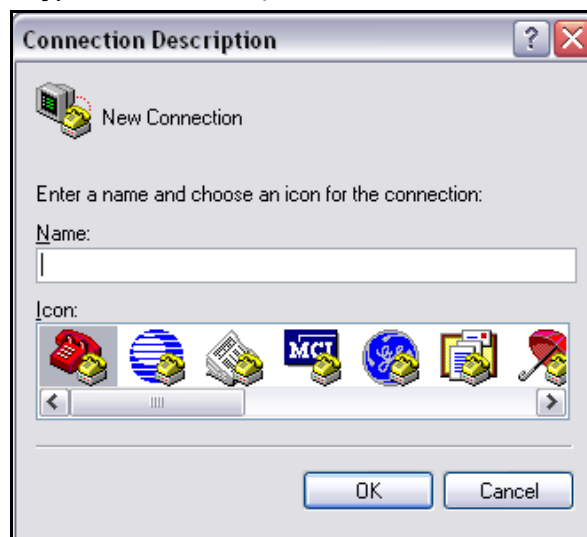 Connection Description
New Connection
Enter a name and choose an icon for the connection:
Name:
Icon:
MCI
OK Cancel